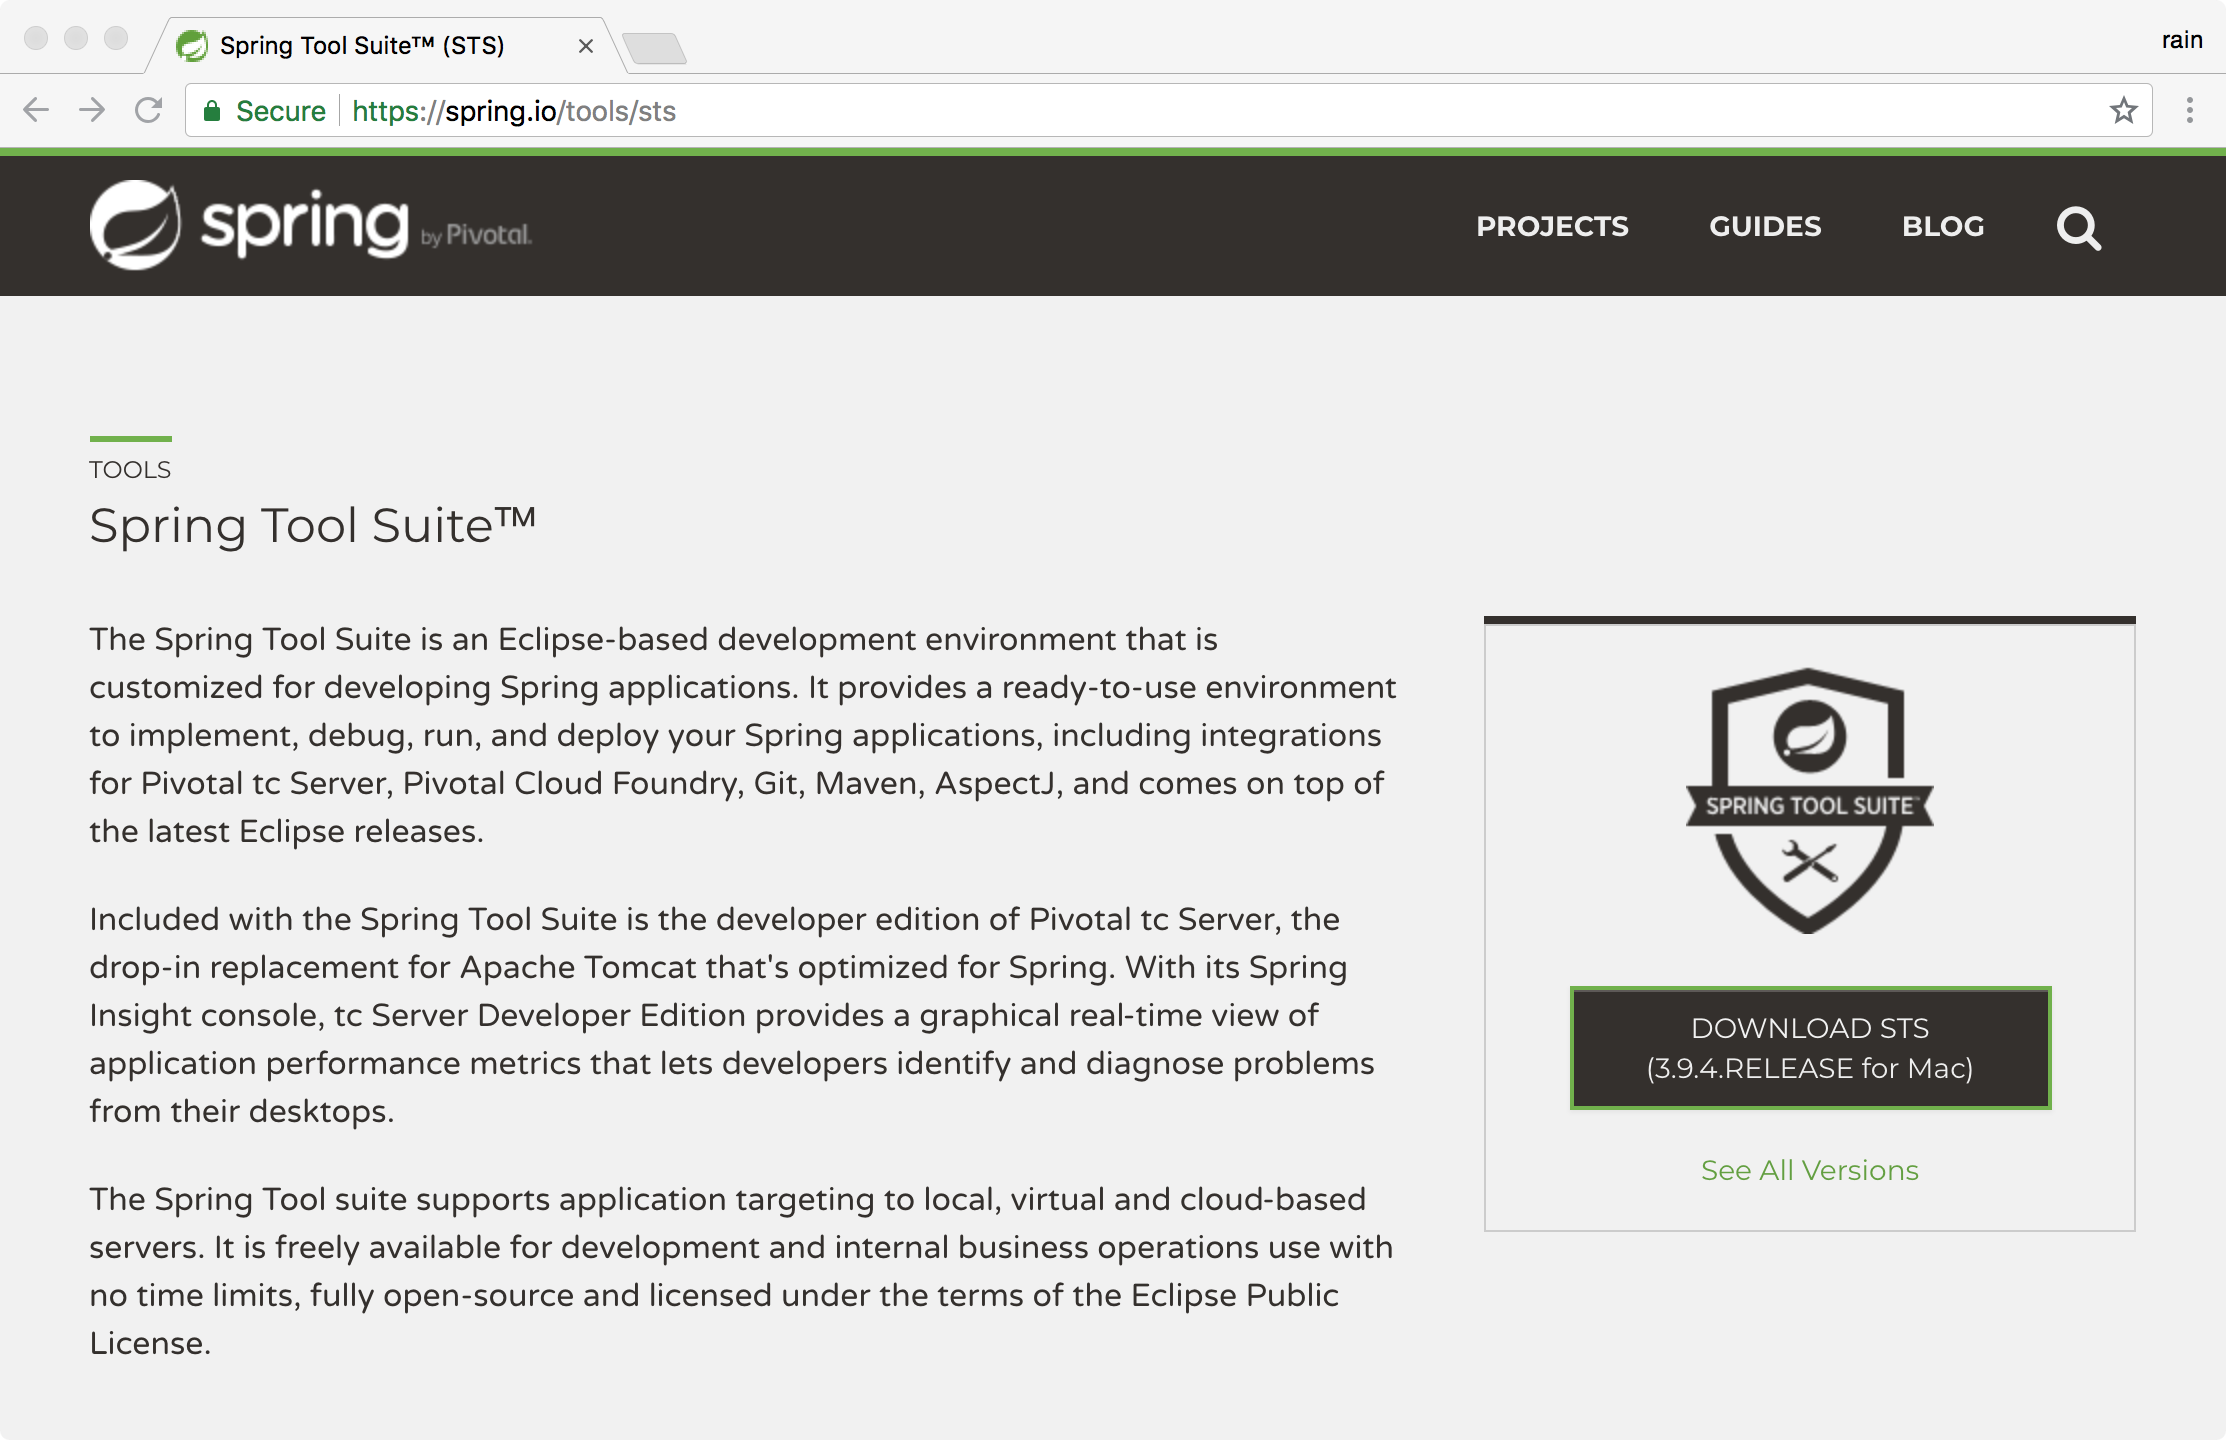 Spring Tool Suite™ (STS)
rain
Secure
https://spring.io/tools/sts
spring by Pivotal.
PROJECTS
GUIDES
BLOG
TOOLS
Spring Tool Suite™
The Spring Tool Suite is an Eclipse-based development environment that is
customized for developing Spring applications. It provides a ready-to-use environment
to implement, debug, run, and deploy your Spring applications, including integrations
for Pivotal tc Server, Pivotal Cloud Foundry, Git, Maven, AspectJ, and comes on top of
the latest Eclipse releases.
Included with the Spring Tool Suite is the developer edition of Pivotal tc Server, the
drop-in replacement for Apache Tomcat that's optimized for Spring. With its Spring
Insight console, tc Server Developer Edition provides a graphical real-time view of
application performance metrics that lets developers identify and diagnose problems
from their desktops.
The Spring Tool suite supports application targeting to local, virtual and cloud-based
servers. It is freely available for development and internal business operations use with
no time limits, fully open-source and licensed under the terms of the Eclipse Public
License.
SPRING TOOL SUITE™
DOWNLOAD STS
(3.9.4.RELEASE for Mac)
See All Versions